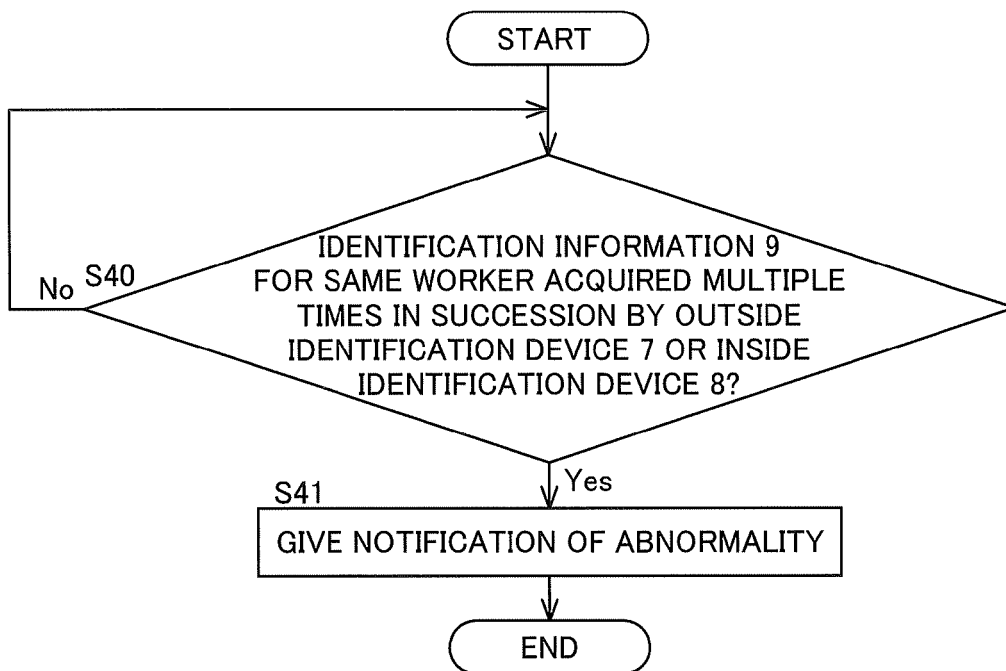 START
IDENTIFICATION INFORMATION 9
FOR SAME WORKER ACQUIRED MULTIPLE
TIMES IN SUCCESSION BY OUTSIDE
IDENTIFICATION DEVICE 7 OR INSIDE
IDENTIFICATION DEVICE 8?
No
S40
Yes
S41
GIVE NOTIFICATION OF ABNORMALITY
END